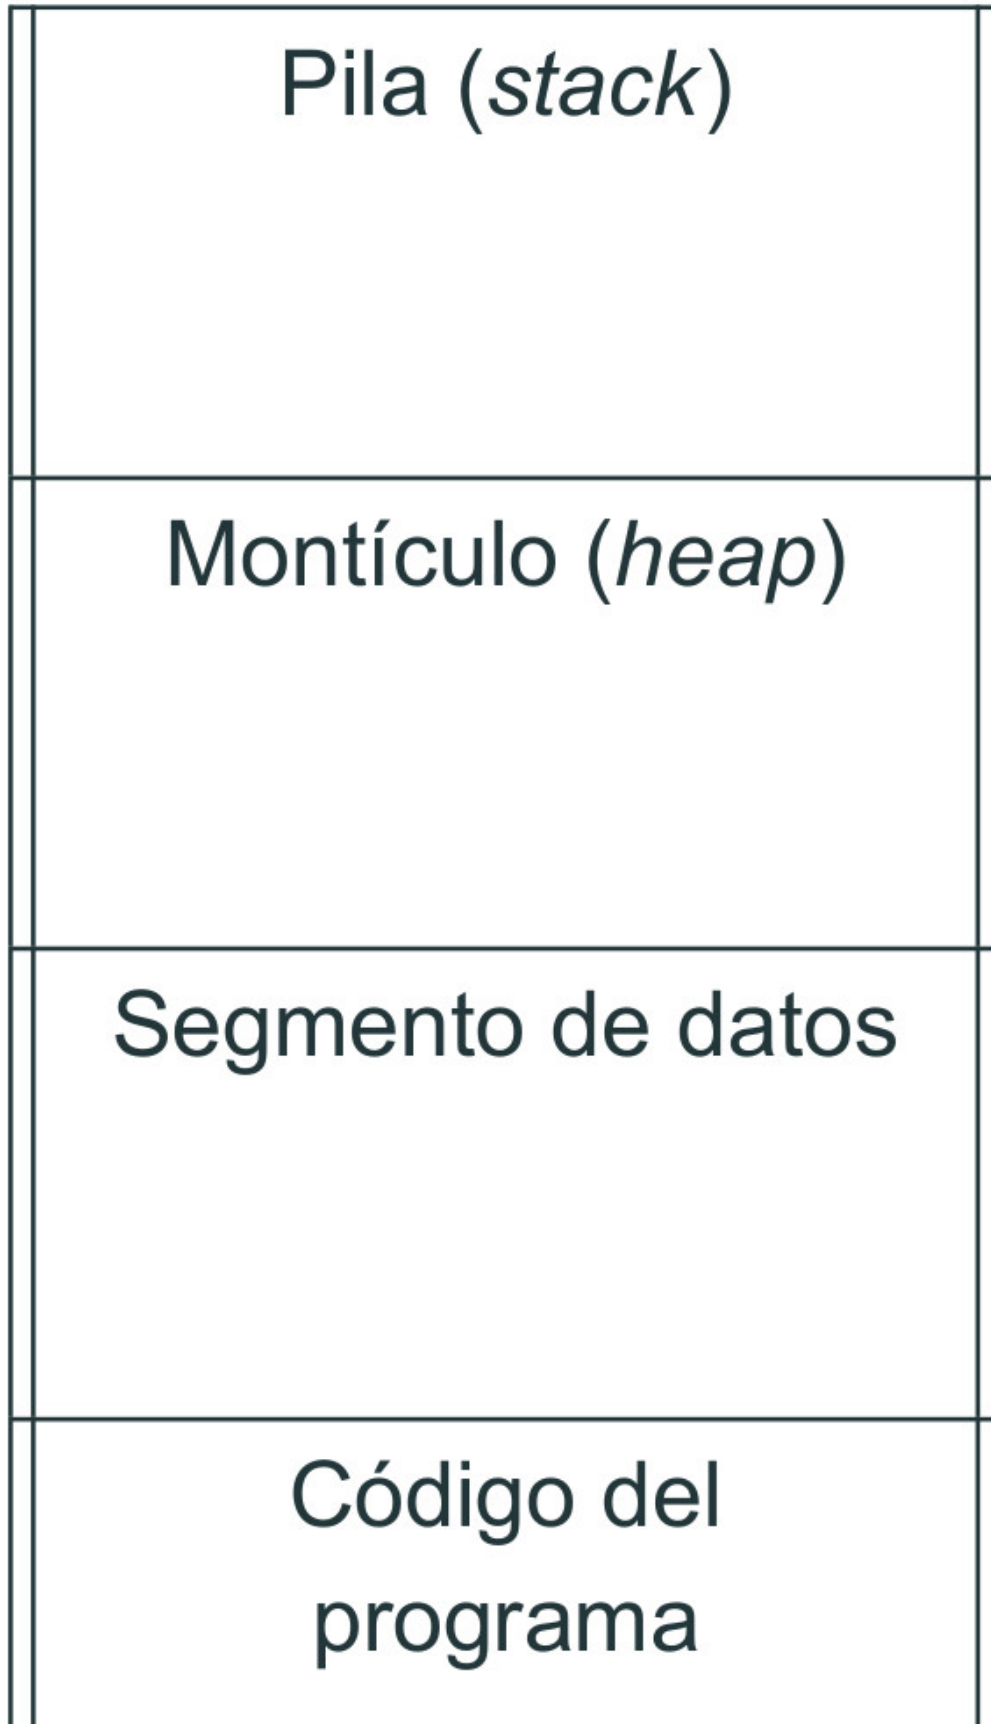 Pila (stack)
Montículo (heap)
Segmento de datos
Código del
programa